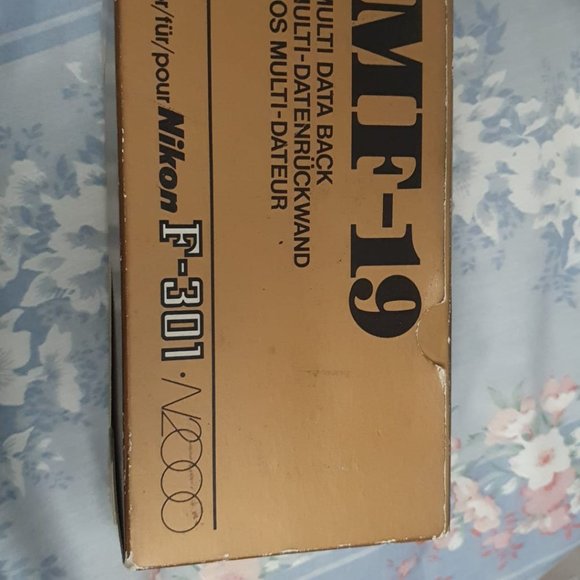 MF-19
MULTI DATA BACK
MULTI-DATENRÜCKWAND
DOS MULTI-DATEUR
für/pour Nikon F-301·N2000